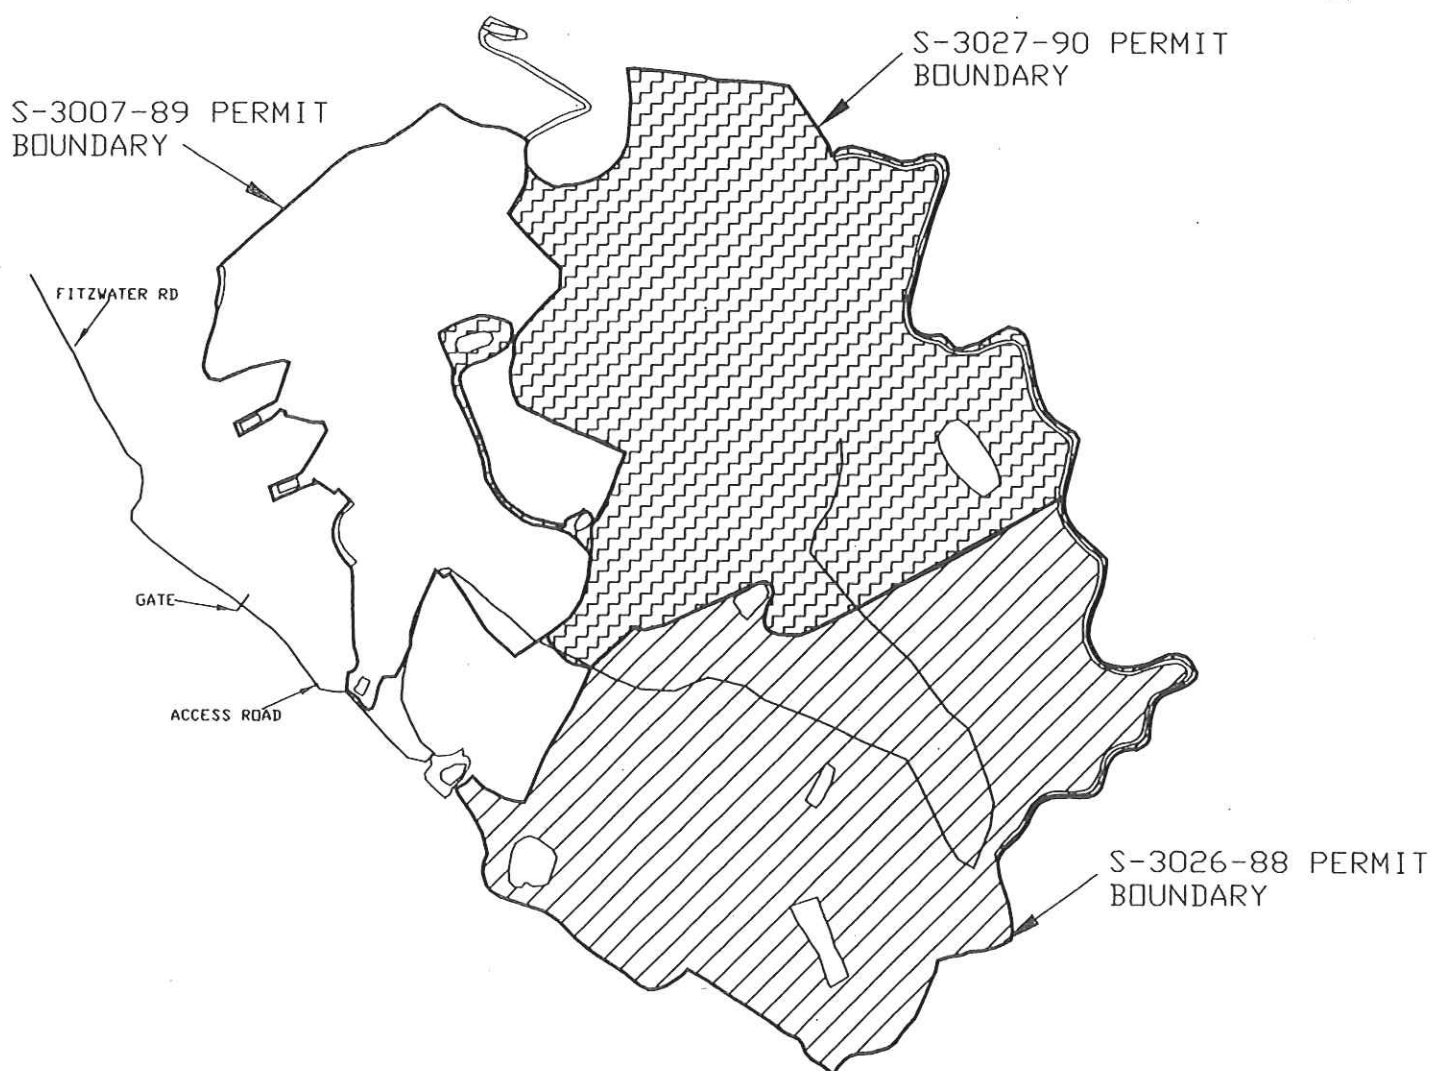 S-3027-90 PERMIT
BOUNDARY
S-3007-89 PERMIT
BOUNDARY
FITZWATER RD
GATE
ACCESS ROAD
S-3026-88 PERMIT
BOUNDARY